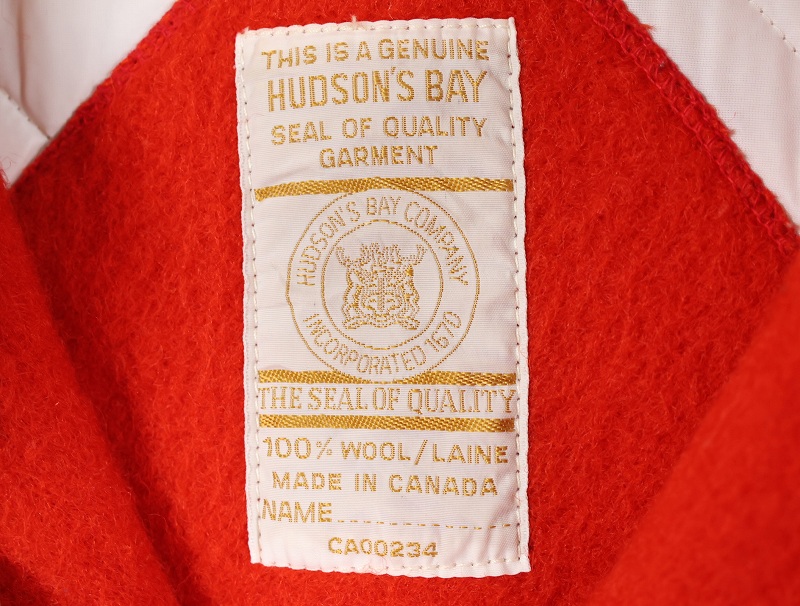 THIS IS A GENUINE
HUDSON'S BAY
SEAL OF QUALITY
GARMENT
HUDSON'S BAY COMPANY
INCORPORATED 1670
THE SEAL OF QUALITY
100% WOOL/LAINE
MADE IN CANADA
NAME
CA00234